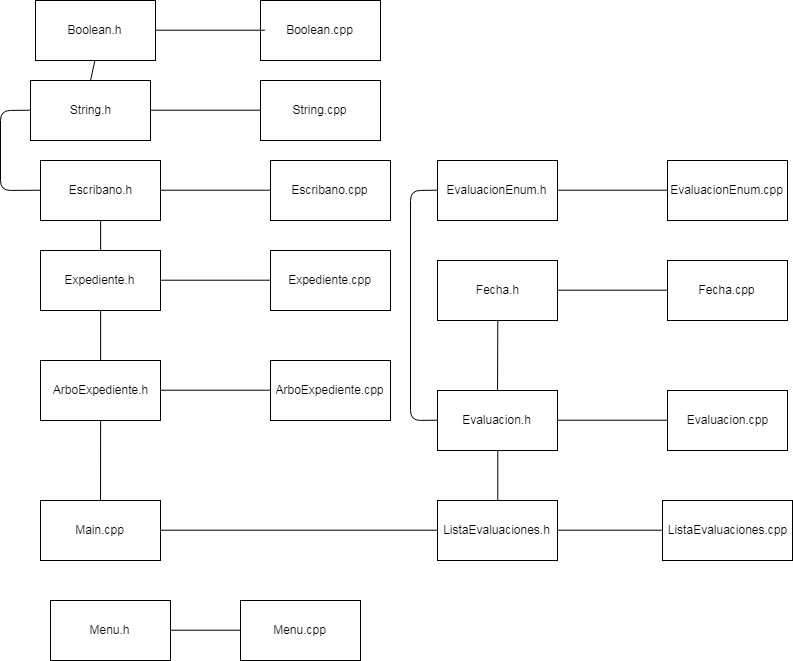 Boolean.h
Boolean.cpp
String.h
String.cpp
Escribano.h
Escribano.cpp
EvaluacionEnum.h
EvaluacionEnum.cpp
Expediente.h
Expediente.cpp
Fecha.h
Fecha.cpp
ArboExpediente.h
ArboExpediente.cpp
Evaluacion.h
Evaluacion.cpp
Main.cpp
ListaEvaluaciones.h
ListaEvaluaciones.cpp
Menu.h
Menu.cpp